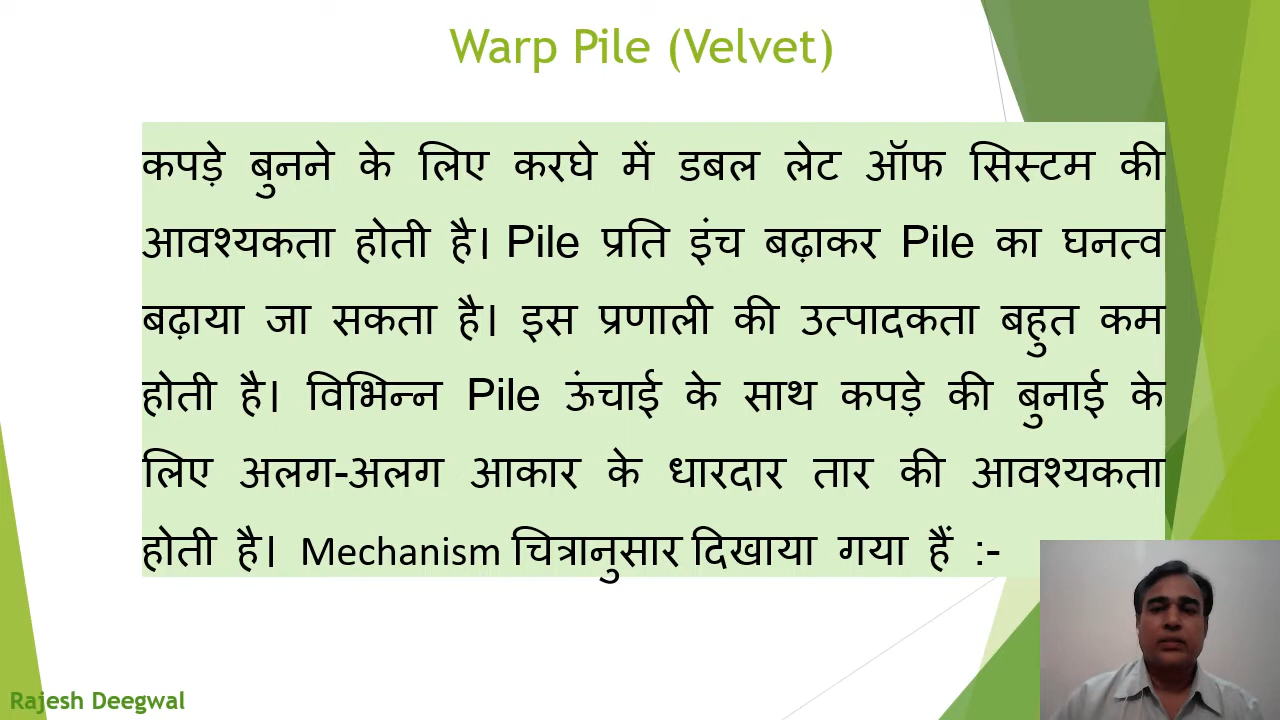 Warp Pile (Velvet)
कपड़े बुनने के लिए करघे में डबल लेट ऑफ सिस्टम की
आवश्यकता होती है। Pile प्रति इंच बढ़ाकर Pile का घनत्व
बढ़ाया जा सकता है। इस प्रणाली की उत्पादकता बहुत कम
होती है। विभिन्न Pile ऊंचाई के साथ कपड़े की बुनाई के
लिए अलग-अलग आकार के धारदार तार की आवश्यकता
होती है। Mechanism चित्रानुसार दिखाया गया हैं :-
Rajesh Deegwal